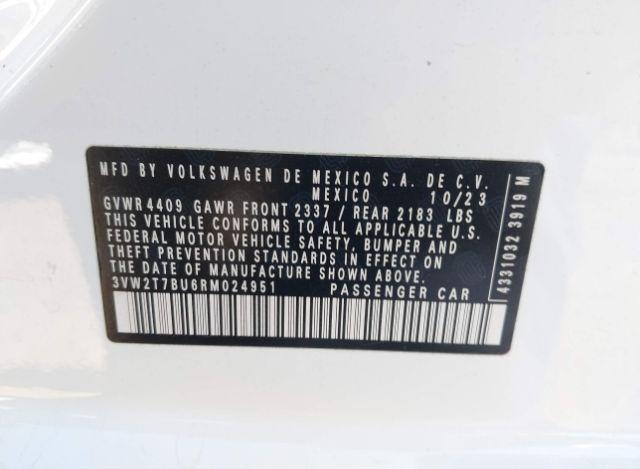 MFD BY VOLKSWAGEN DE MEXICO S.A. DE C.V.
MEXICO 10/23
GVWR 4409 GAWR FRONT 2337 / REAR 2183 LBS
THIS VEHICLE CONFORMS TO ALL APPLICABLE U.S.
FEDERAL MOTOR VEHICLE SAFETY, BUMPER AND
THEFT PREVENTION STANDARDS IN EFFECT ON
THE DATE OF MANUFACTURE SHOWN ABOVE.
3VW2T7BU6RM024951 PASSENGER CAR
4331032 3919 M